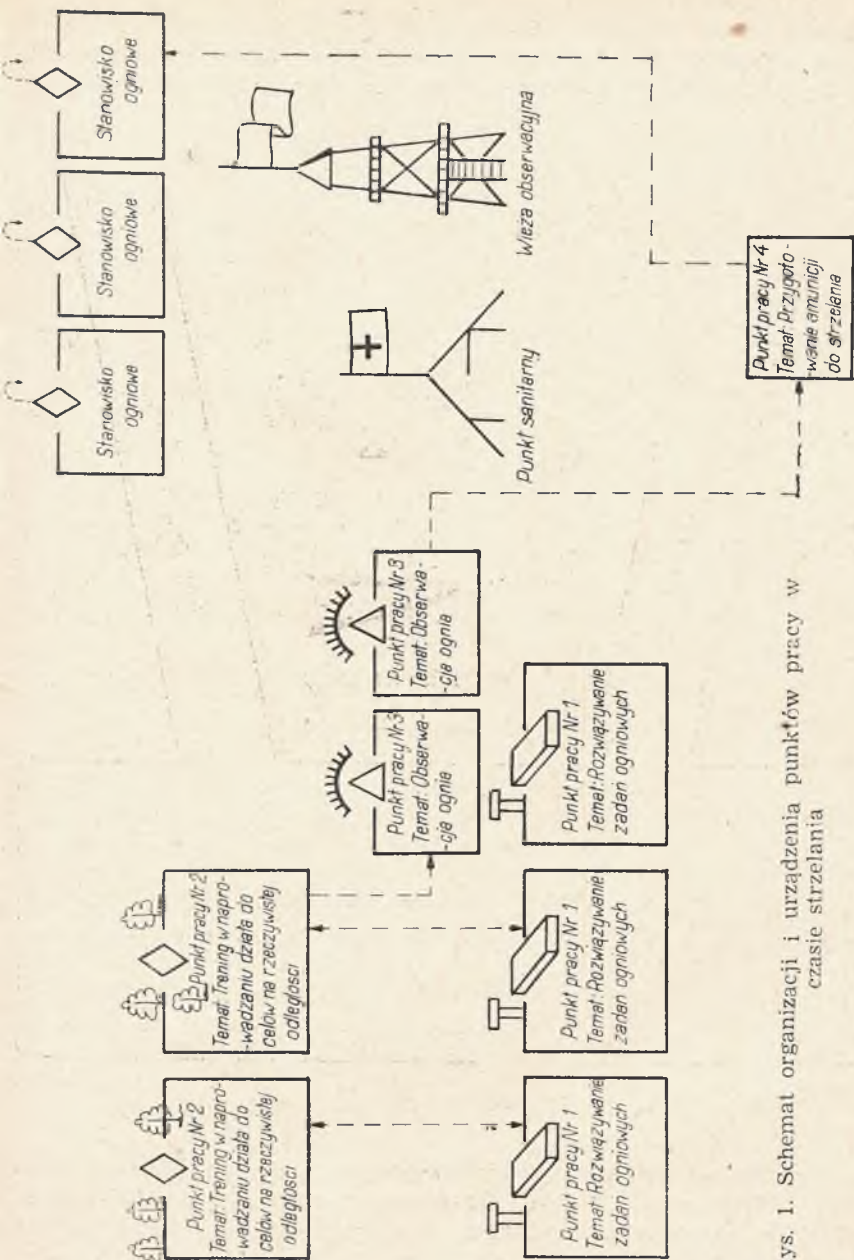 Stanowisko
ogniowe
Stanowisko
ogniowe
Stanowisko
ogniowe
Punkt sanitarny
Wieża obserwacyjna
Punkt pracy Nr 2
Temat: Trening w napro-
-wadzaniu działa do
celów na rzeczywistej
odległości
Punkt pracy Nr 2
Temat: Trening w napro-
-wadzaniu działa do
celów na rzeczywistej
odległości
Punkt pracy Nr 3
Temat: Obserwa-
-cja ognia
Punkt pracy Nr 3
Temat: Obserwa-
-cja ognia
Punkt pracy Nr 4
Temat: Przygoto-
-wanie amunicji
do strzelania
Punkt pracy Nr 1
Temat: Rozwiązywanie
zadań ogniowych
Punkt pracy Nr 1
Temat: Rozwiązywanie
zadań ogniowych
Punkt pracy Nr 1
Temat: Rozwiązywanie
zadań ogniowych
ys. 1. Schemat organizacji i urządzenia punktów pracy w
czasie strzelania